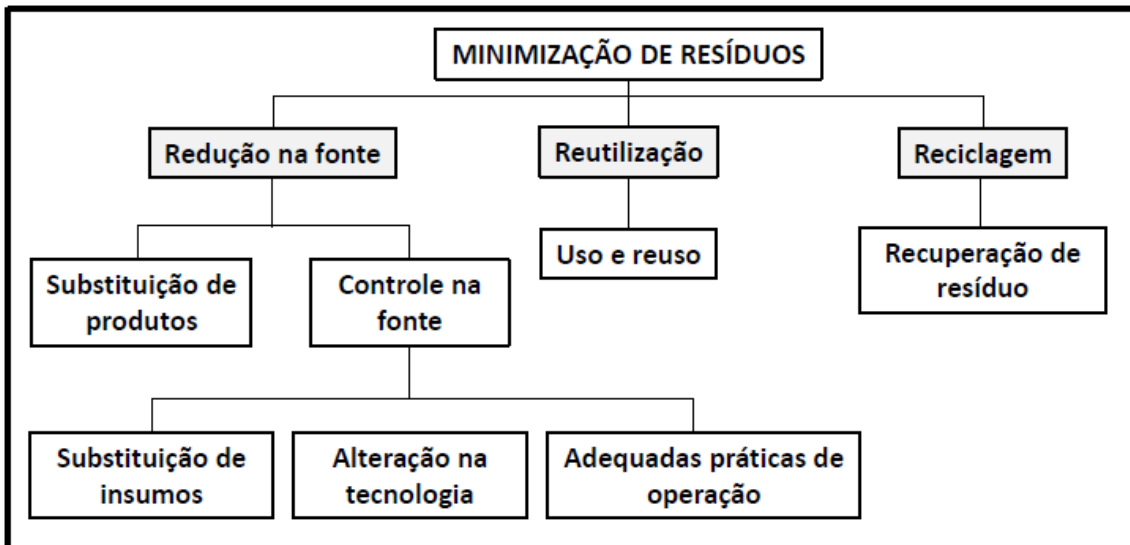 MINIMIZAÇÃO DE RESÍDUOS
Redução na fonte
Reutilização
Reciclagem
Substituição de
produtos
Controle na
fonte
Uso e reuso
Recuperação de
resíduo
Substituição de
insumos
Alteração na
tecnologia
Adequadas práticas de
operação